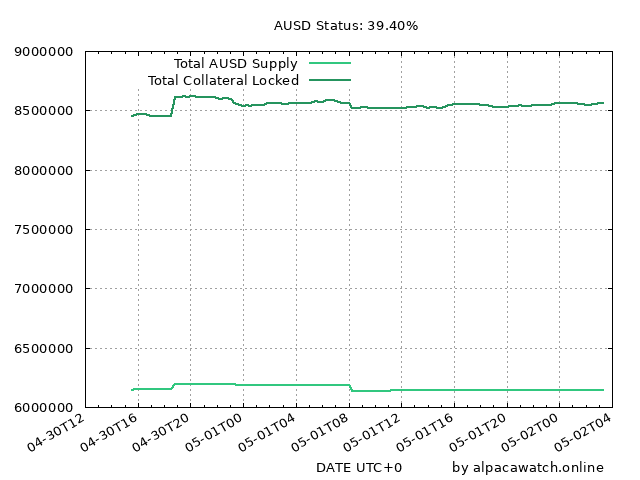 AUSD Status: 39.40%
9000000
Total AUSD Supply
Total Collateral Locked
8500000
8000000
7500000
7000000
6500000
6000000
04-30T12 04-30T16 04-30T20 05-01T00 05-01T04 05-01T08 05-01T12 05-01T16 05-01T20 05-02T00 05-02T04
DATE UTC+0 by alpacawatch.online